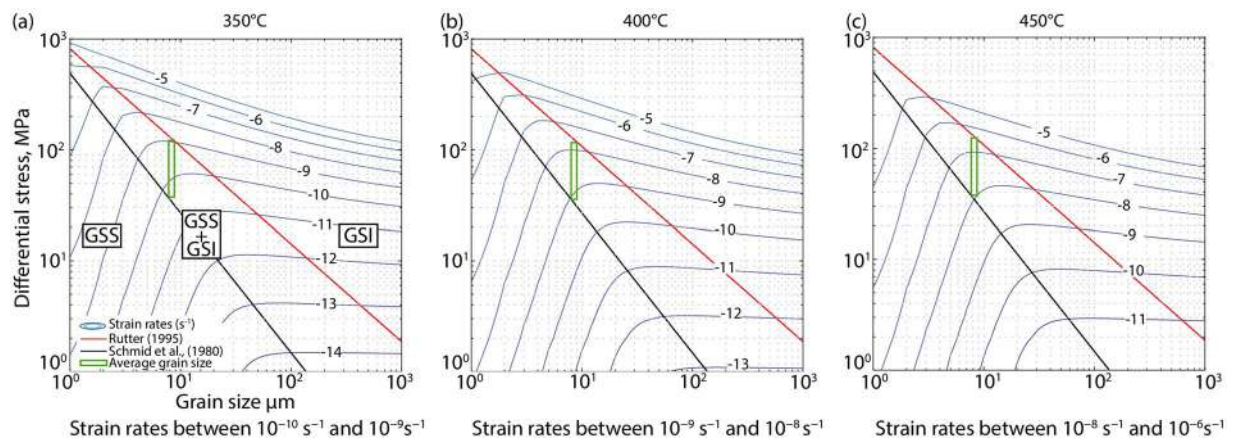 (a) 350°C
(b) 400°C
(c) 450°C
Differential stress, MPa
10³
10²
10¹
10⁰
-5
-6
-7
-8
-9
-10
-11
-12
-13
-14
GSS
GSS
+
GSI
GSI
Strain rates (s⁻¹)
Rutter (1995)
Schmid et al., (1980)
Average grain size
10⁰ 10¹ 10² 10³
Grain size µm
Strain rates between 10⁻¹⁰ s⁻¹ and 10⁻⁹s⁻¹
10³
10²
10¹
10⁰
-5
-6
-7
-8
-9
-10
-11
-12
-13
10⁰ 10¹ 10² 10³
Strain rates between 10⁻⁹ s⁻¹ and 10⁻⁸s⁻¹
10³
10²
10¹
10⁰
-5
-6
-7
-8
-9
-10
-11
10⁰ 10¹ 10² 10³
Strain rates between 10⁻⁸ s⁻¹ and 10⁻⁶s⁻¹